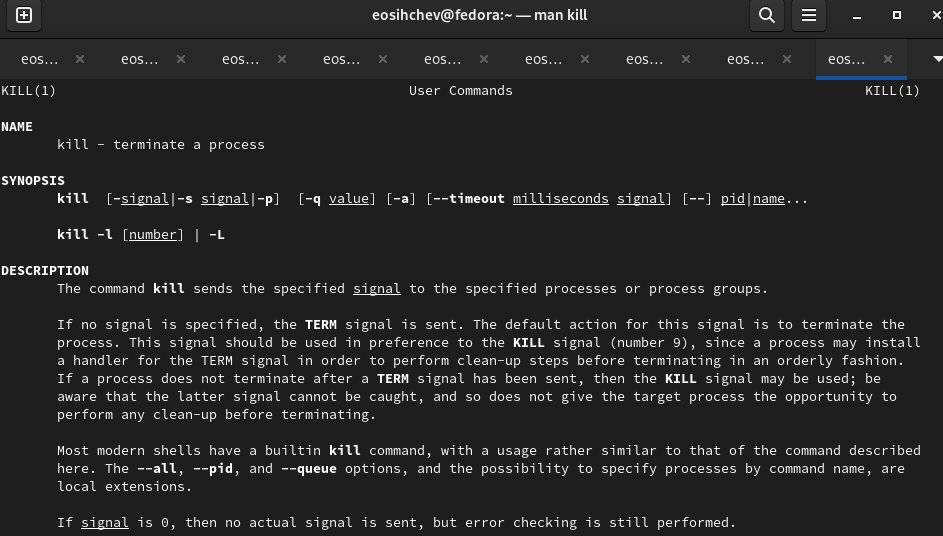 eosihchev@fedora:~ — man kill
eos… × eos… × eos… × eos… × eos… × eos… × eos… × eos… × eos… ×
KILL(1) User Commands KILL(1)
NAME
kill - terminate a process
SYNOPSIS
kill [-signal|-s signal|-p] [-q value] [-a] [--timeout milliseconds signal] [--] pid|name...
kill -l [number] | -L
DESCRIPTION
The command kill sends the specified signal to the specified processes or process groups.
If no signal is specified, the TERM signal is sent. The default action for this signal is to terminate the
process. This signal should be used in preference to the KILL signal (number 9), since a process may install
a handler for the TERM signal in order to perform clean-up steps before terminating in an orderly fashion.
If a process does not terminate after a TERM signal has been sent, then the KILL signal may be used; be
aware that the latter signal cannot be caught, and so does not give the target process the opportunity to
perform any clean-up before terminating.
Most modern shells have a builtin kill command, with a usage rather similar to that of the command described
here. The --all, --pid, and --queue options, and the possibility to specify processes by command name, are
local extensions.
If signal is 0, then no actual signal is sent, but error checking is still performed.